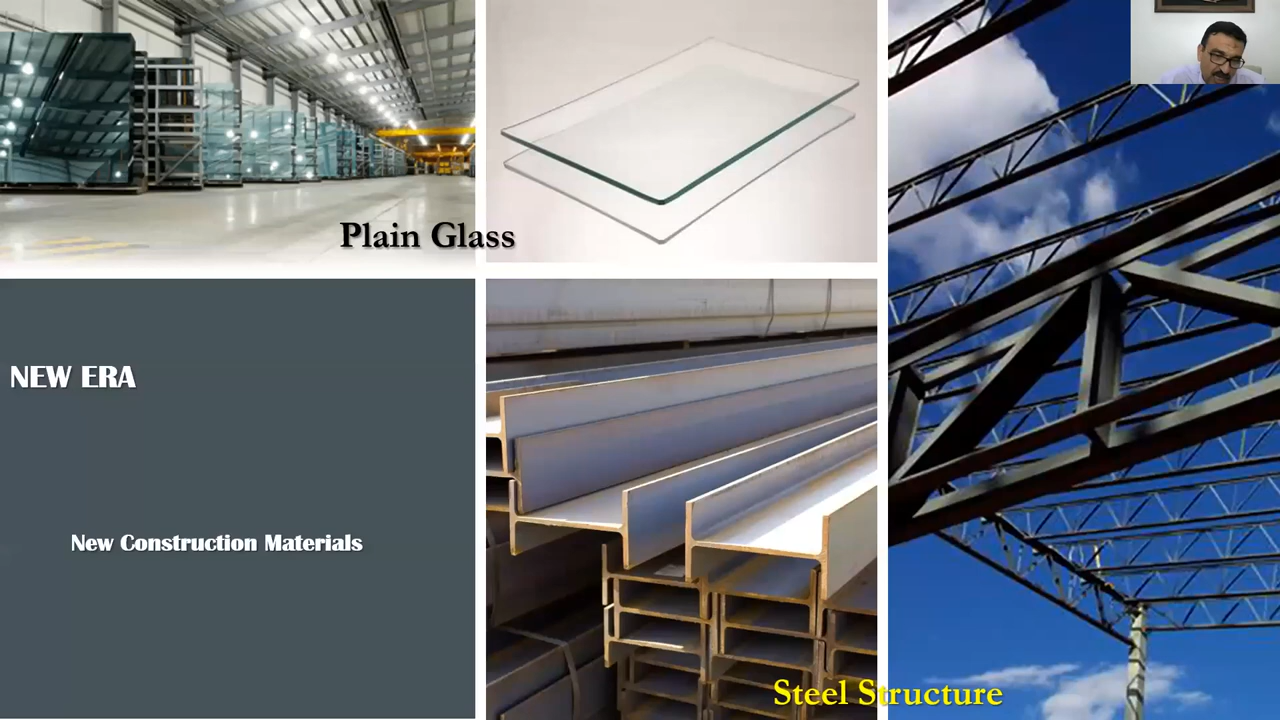 Plain Glass
NEW ERA
New Construction Materials
Steel Structure